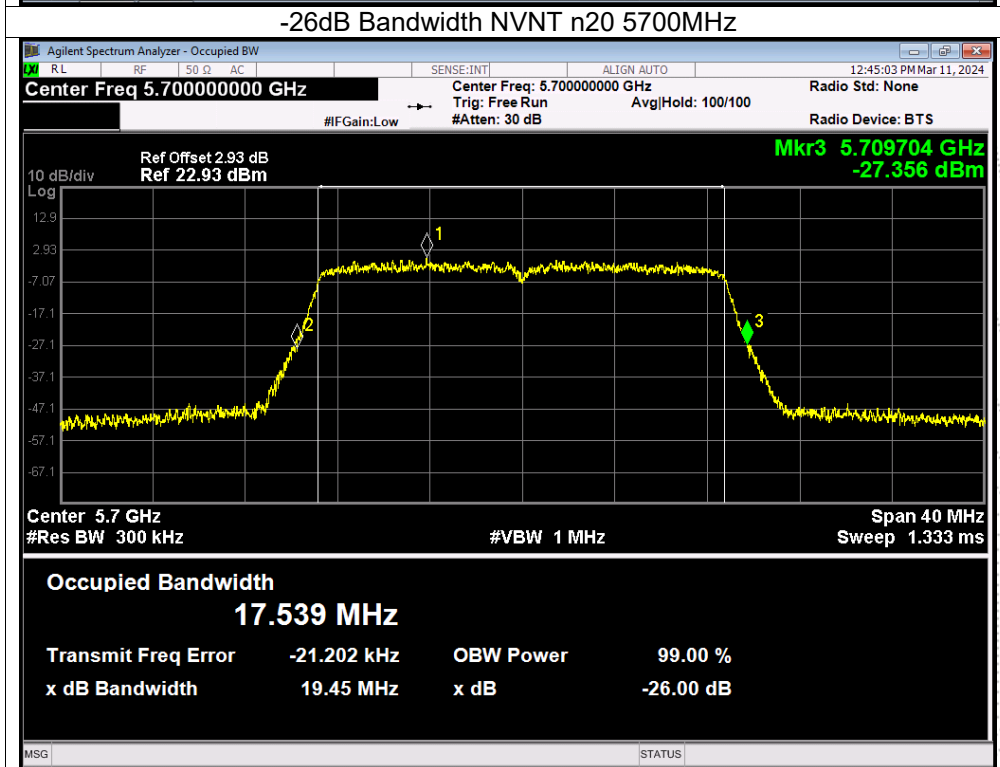 -26dB Bandwidth NVNT n20 5700MHz
Agilent Spectrum Analyzer - Occupied BW
LXI RL RF 50 Ω AC SENSE:INT ALIGN AUTO 12:45:03 PM Mar 11, 2024
Center Freq 5.700000000 GHz Center Freq: 5.700000000 GHz Radio Std: None
Trig: Free Run Avg|Hold: 100/100
#IFGain:Low #Atten: 30 dB Radio Device: BTS
Ref Offset 2.93 dB Mkr3 5.709704 GHz
10 dB/div Ref 22.93 dBm -27.356 dBm
Log
12.9
2.93
-7.07
-17.1
-27.1
-37.1
-47.1
-57.1
-67.1
1
2
3
Center 5.7 GHz Span 40 MHz
#Res BW 300 kHz #VBW 1 MHz Sweep 1.333 ms
Occupied Bandwidth
17.539 MHz
Transmit Freq Error -21.202 kHz OBW Power 99.00 %
x dB Bandwidth 19.45 MHz x dB -26.00 dB
MSG STATUS